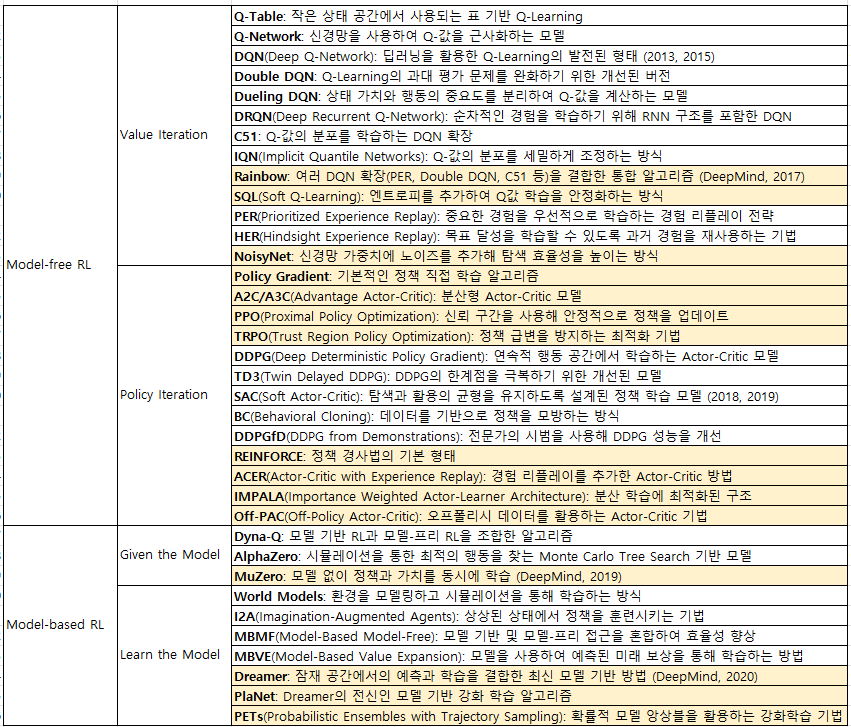 Model-free RL
Value Iteration
Q-Table: 작은 상태 공간에서 사용되는 표 기반 Q-Learning
Q-Network: 신경망을 사용하여 Q-값을 근사화하는 모델
DQN(Deep Q-Network): 딥러닝을 활용한 Q-Learning의 발전된 형태 (2013, 2015)
Double DQN: Q-Learning의 과대 평가 문제를 완화하기 위한 개선된 버전
Dueling DQN: 상태 가치와 행동의 중요도를 분리하여 Q-값을 계산하는 모델
DRQN(Deep Recurrent Q-Network): 순차적인 경험을 학습하기 위해 RNN 구조를 포함한 DQN
C51: Q-값의 분포를 학습하는 DQN 확장
IQN(Implicit Quantile Networks): Q-값의 분포를 세밀하게 조정하는 방식
Rainbow: 여러 DQN 확장(PER, Double DQN, C51 등)을 결합한 통합 알고리즘 (DeepMind, 2017)
SQL(Soft Q-Learning): 엔트로피를 추가하여 Q값 학습을 안정화하는 방식
PER(Prioritized Experience Replay): 중요한 경험을 우선적으로 학습하는 경험 리플레이 전략
HER(Hindsight Experience Replay): 목표 달성을 학습할 수 있도록 과거 경험을 재사용하는 기법
NoisyNet: 신경망 가중치에 노이즈를 추가해 탐색 효율성을 높이는 방식
Policy Iteration
Policy Gradient: 기본적인 정책 직접 학습 알고리즘
A2C/A3C(Advantage Actor-Critic): 분산형 Actor-Critic 모델
PPO(Proximal Policy Optimization): 신뢰 구간을 사용해 안정적으로 정책을 업데이트
TRPO(Trust Region Policy Optimization): 정책 급변을 방지하는 최적화 기법
DDPG(Deep Deterministic Policy Gradient): 연속적 행동 공간에서 학습하는 Actor-Critic 모델
TD3(Twin Delayed DDPG): DDPG의 한계점을 극복하기 위한 개선된 모델
SAC(Soft Actor-Critic): 탐색과 활용의 균형을 유지하도록 설계된 정책 학습 모델 (2018, 2019)
BC(Behavioral Cloning): 데이터를 기반으로 정책을 모방하는 방식
DDPGfD(DDPG from Demonstrations): 전문가의 시범을 사용해 DDPG 성능을 개선
REINFORCE: 정책 경사법의 기본 형태
ACER(Actor-Critic with Experience Replay): 경험 리플레이를 추가한 Actor-Critic 방법
IMPALA(Importance Weighted Actor-Learner Architecture): 분산 학습에 최적화된 구조
Off-PAC(Off-Policy Actor-Critic): 오프폴리시 데이터를 활용하는 Actor-Critic 기법
Model-based RL
Given the Model
Dyna-Q: 모델 기반 RL과 모델-프리 RL을 조합한 알고리즘
AlphaZero: 시뮬레이션을 통한 최적의 행동을 찾는 Monte Carlo Tree Search 기반 모델
MuZero: 모델 없이 정책과 가치를 동시에 학습 (DeepMind, 2019)
Learn the Model
World Models: 환경을 모델링하고 시뮬레이션을 통해 학습하는 방식
I2A(Imagination-Augmented Agents): 상상된 상태에서 정책을 훈련시키는 기법
MBMF(Model-Based Model-Free): 모델 기반 및 모델-프리 접근을 혼합하여 효율성 향상
MBVE(Model-Based Value Expansion): 모델을 사용하여 예측된 미래 보상을 통해 학습하는 방법
Dreamer: 잠재 공간에서의 예측과 학습을 결합한 최신 모델 기반 방법 (DeepMind, 2020)
PlaNet: Dreamer의 전신인 모델 기반 강화 학습 알고리즘
PETs(Probabilistic Ensembles with Trajectory Sampling): 확률적 모델 앙상블을 활용하는 강화학습 기법